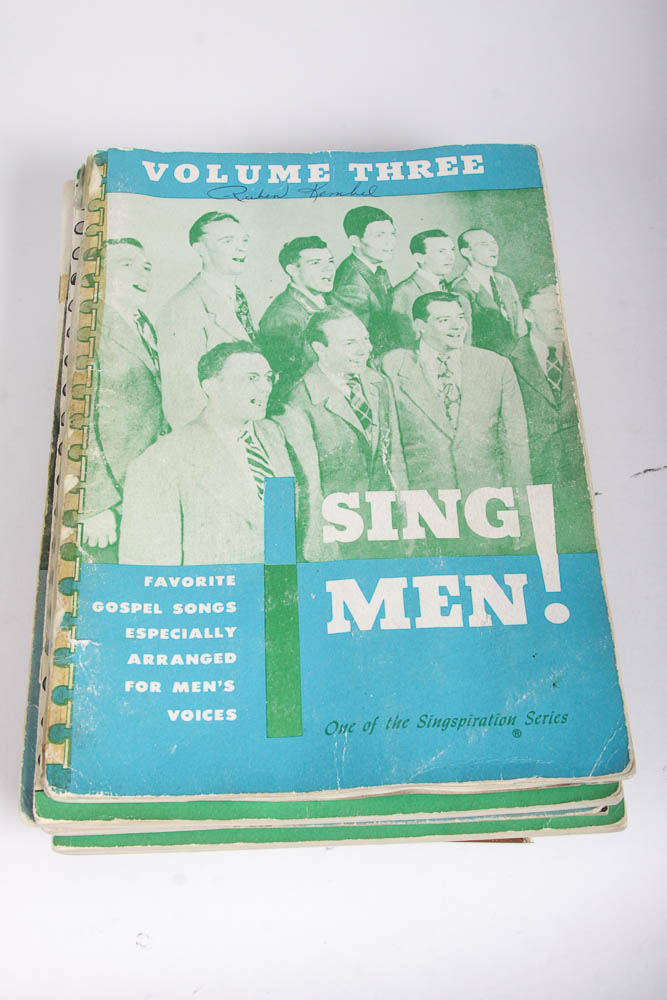 VOLUME THREE
SING
MEN!
FAVORITE
GOSPEL SONGS
ESPECIALLY
ARRANGED
FOR MEN'S
VOICES
One of the Singspiration Series
®